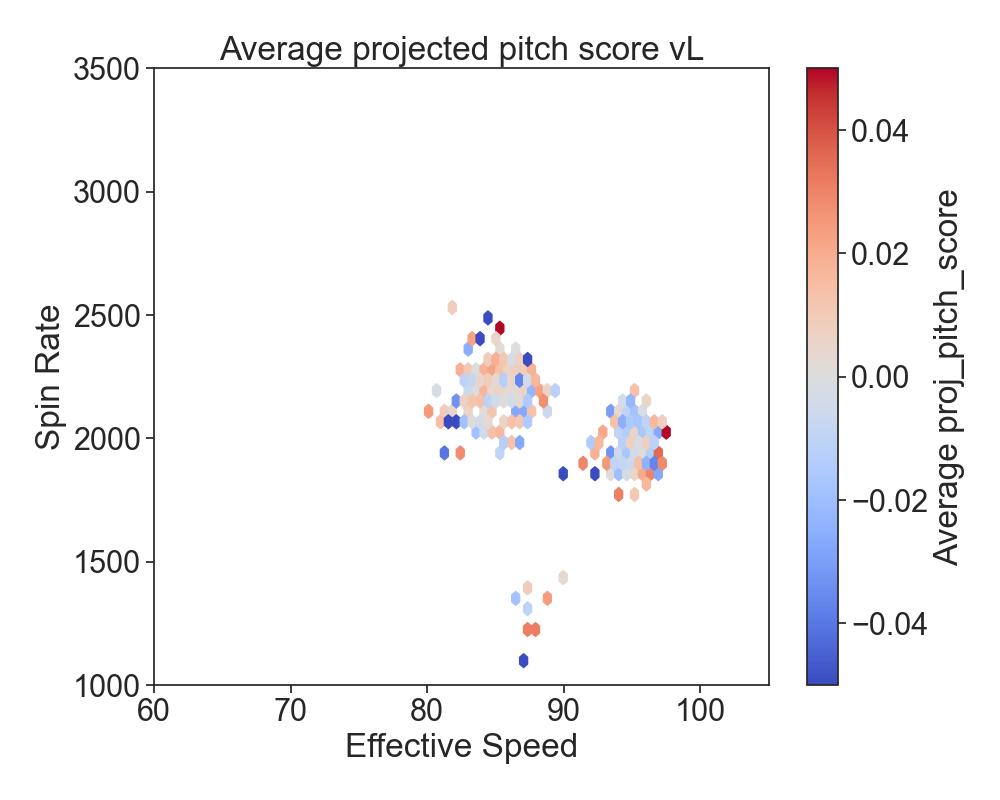 Average projected pitch score vL
3500
3000
2500
2000
1500
1000
Spin Rate
60 70 80 90 100
Effective Speed
0.04
0.02
0.00
−0.02
−0.04
Average proj_pitch_score